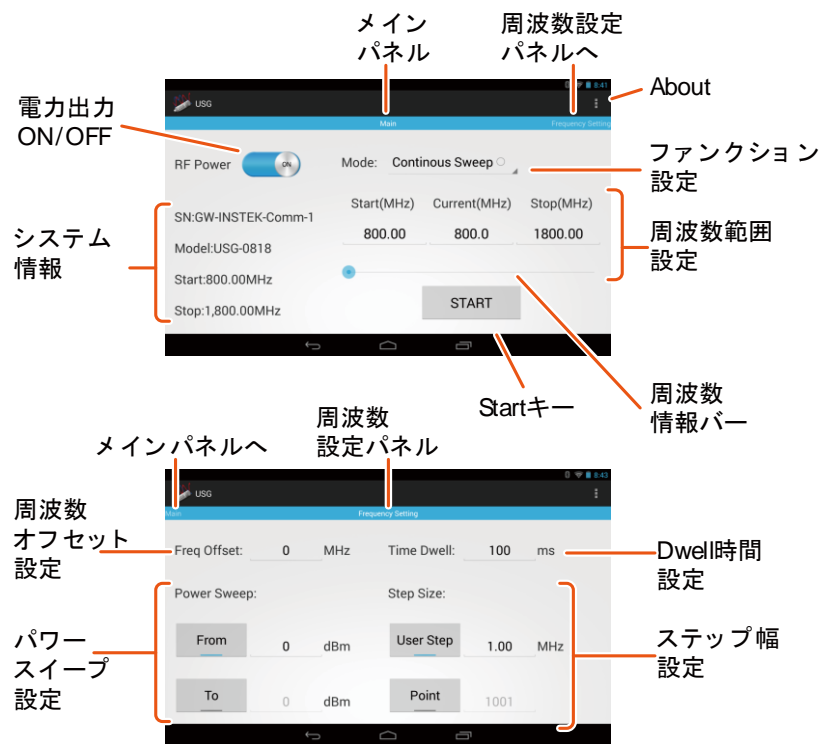 メイン
パネル
周波数設定
パネルへ
About
電力出力
ON/OFF
8:41
USG
Main
Frequency Setting
RF Power
ON
Mode: Continous Sweep
ファンクション
設定
Start(MHz) Current(MHz) Stop(MHz)
800.00 800.0 1800.00
周波数範囲
設定
システム
情報
SN:GW-INSTEK-Comm-1
Model:USG-0818
Start:800.00MHz
Stop:1,800.00MHz
START
Startキー
周波数
情報バー
メインパネルへ
周波数
設定パネル
8:43
USG
Main
Frequency Setting
周波数
オフセット
設定
Freq Offset: 0 MHz
Time Dwell: 100 ms
Dwell時間
設定
Power Sweep:
Step Size:
パワー
スイープ
設定
From 0 dBm
User Step 1.00 MHz
To 0 dBm
Point 1001
ステップ幅
設定